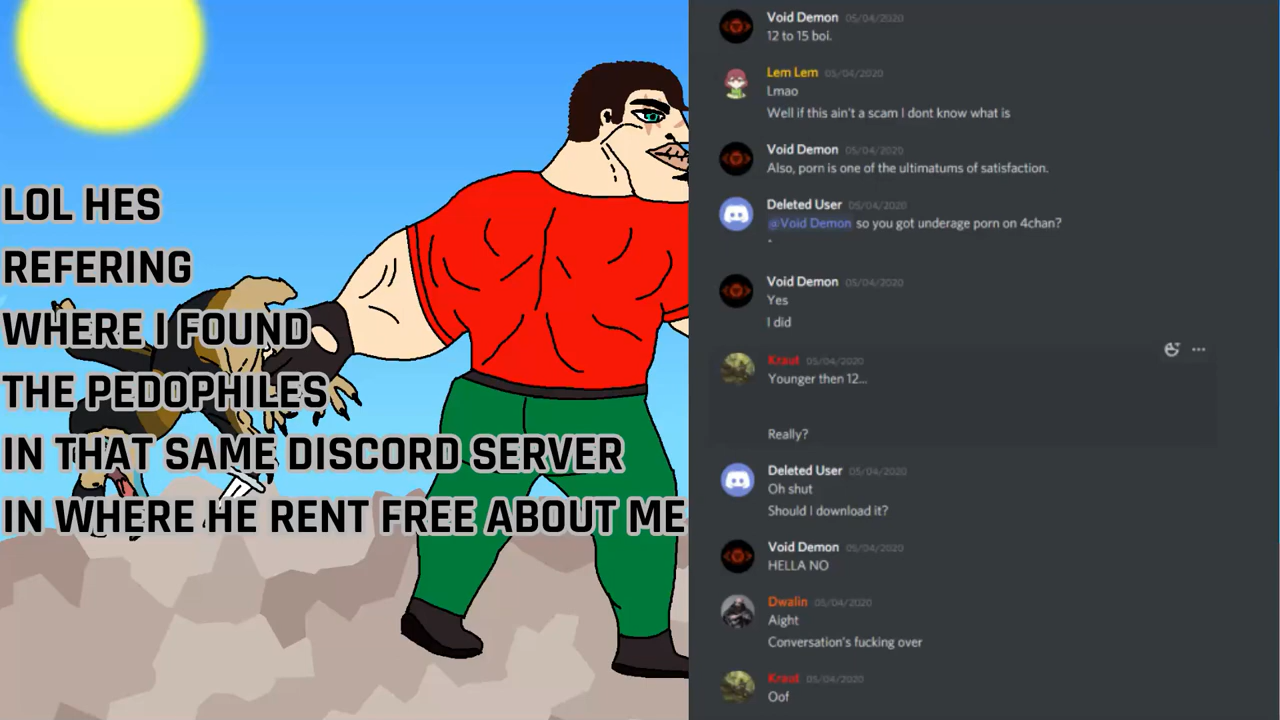 LOL HES
REFERING
WHERE I FOUND
THE PEDOPHILES
IN THAT SAME DISCORD SERVER
IN WHERE HE RENT FREE ABOUT ME
Void Demon 05/04/2020
12 to 15 boi.
Lem Lem 05/04/2020
Lmao
Well if this ain't a scam I dont know what is
Void Demon 05/04/2020
Also, porn is one of the ultimatums of satisfaction.
Deleted User 05/04/2020
@Void Demon so you got underage porn on 4chan?
Void Demon 05/04/2020
Yes
I did
Kraut 05/04/2020
Younger then 12...
Really?
Deleted User 05/04/2020
Oh shut
Should I download it?
Void Demon 05/04/2020
HELLA NO
Dwalin 05/04/2020
Aight
Conversation's fucking over
Kraut 05/04/2020
Oof